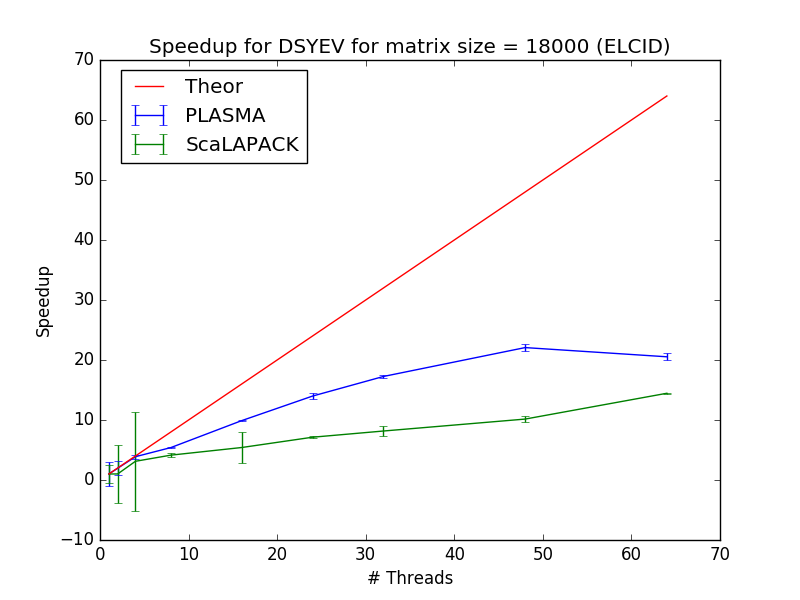 Speedup for DSYEV for matrix size = 18000 (ELCID)
70
60
50
40
30
20
10
0
−10
Speedup
Theor
PLASMA
ScaLAPACK
0 10 20 30 40 50 60 70
# Threads